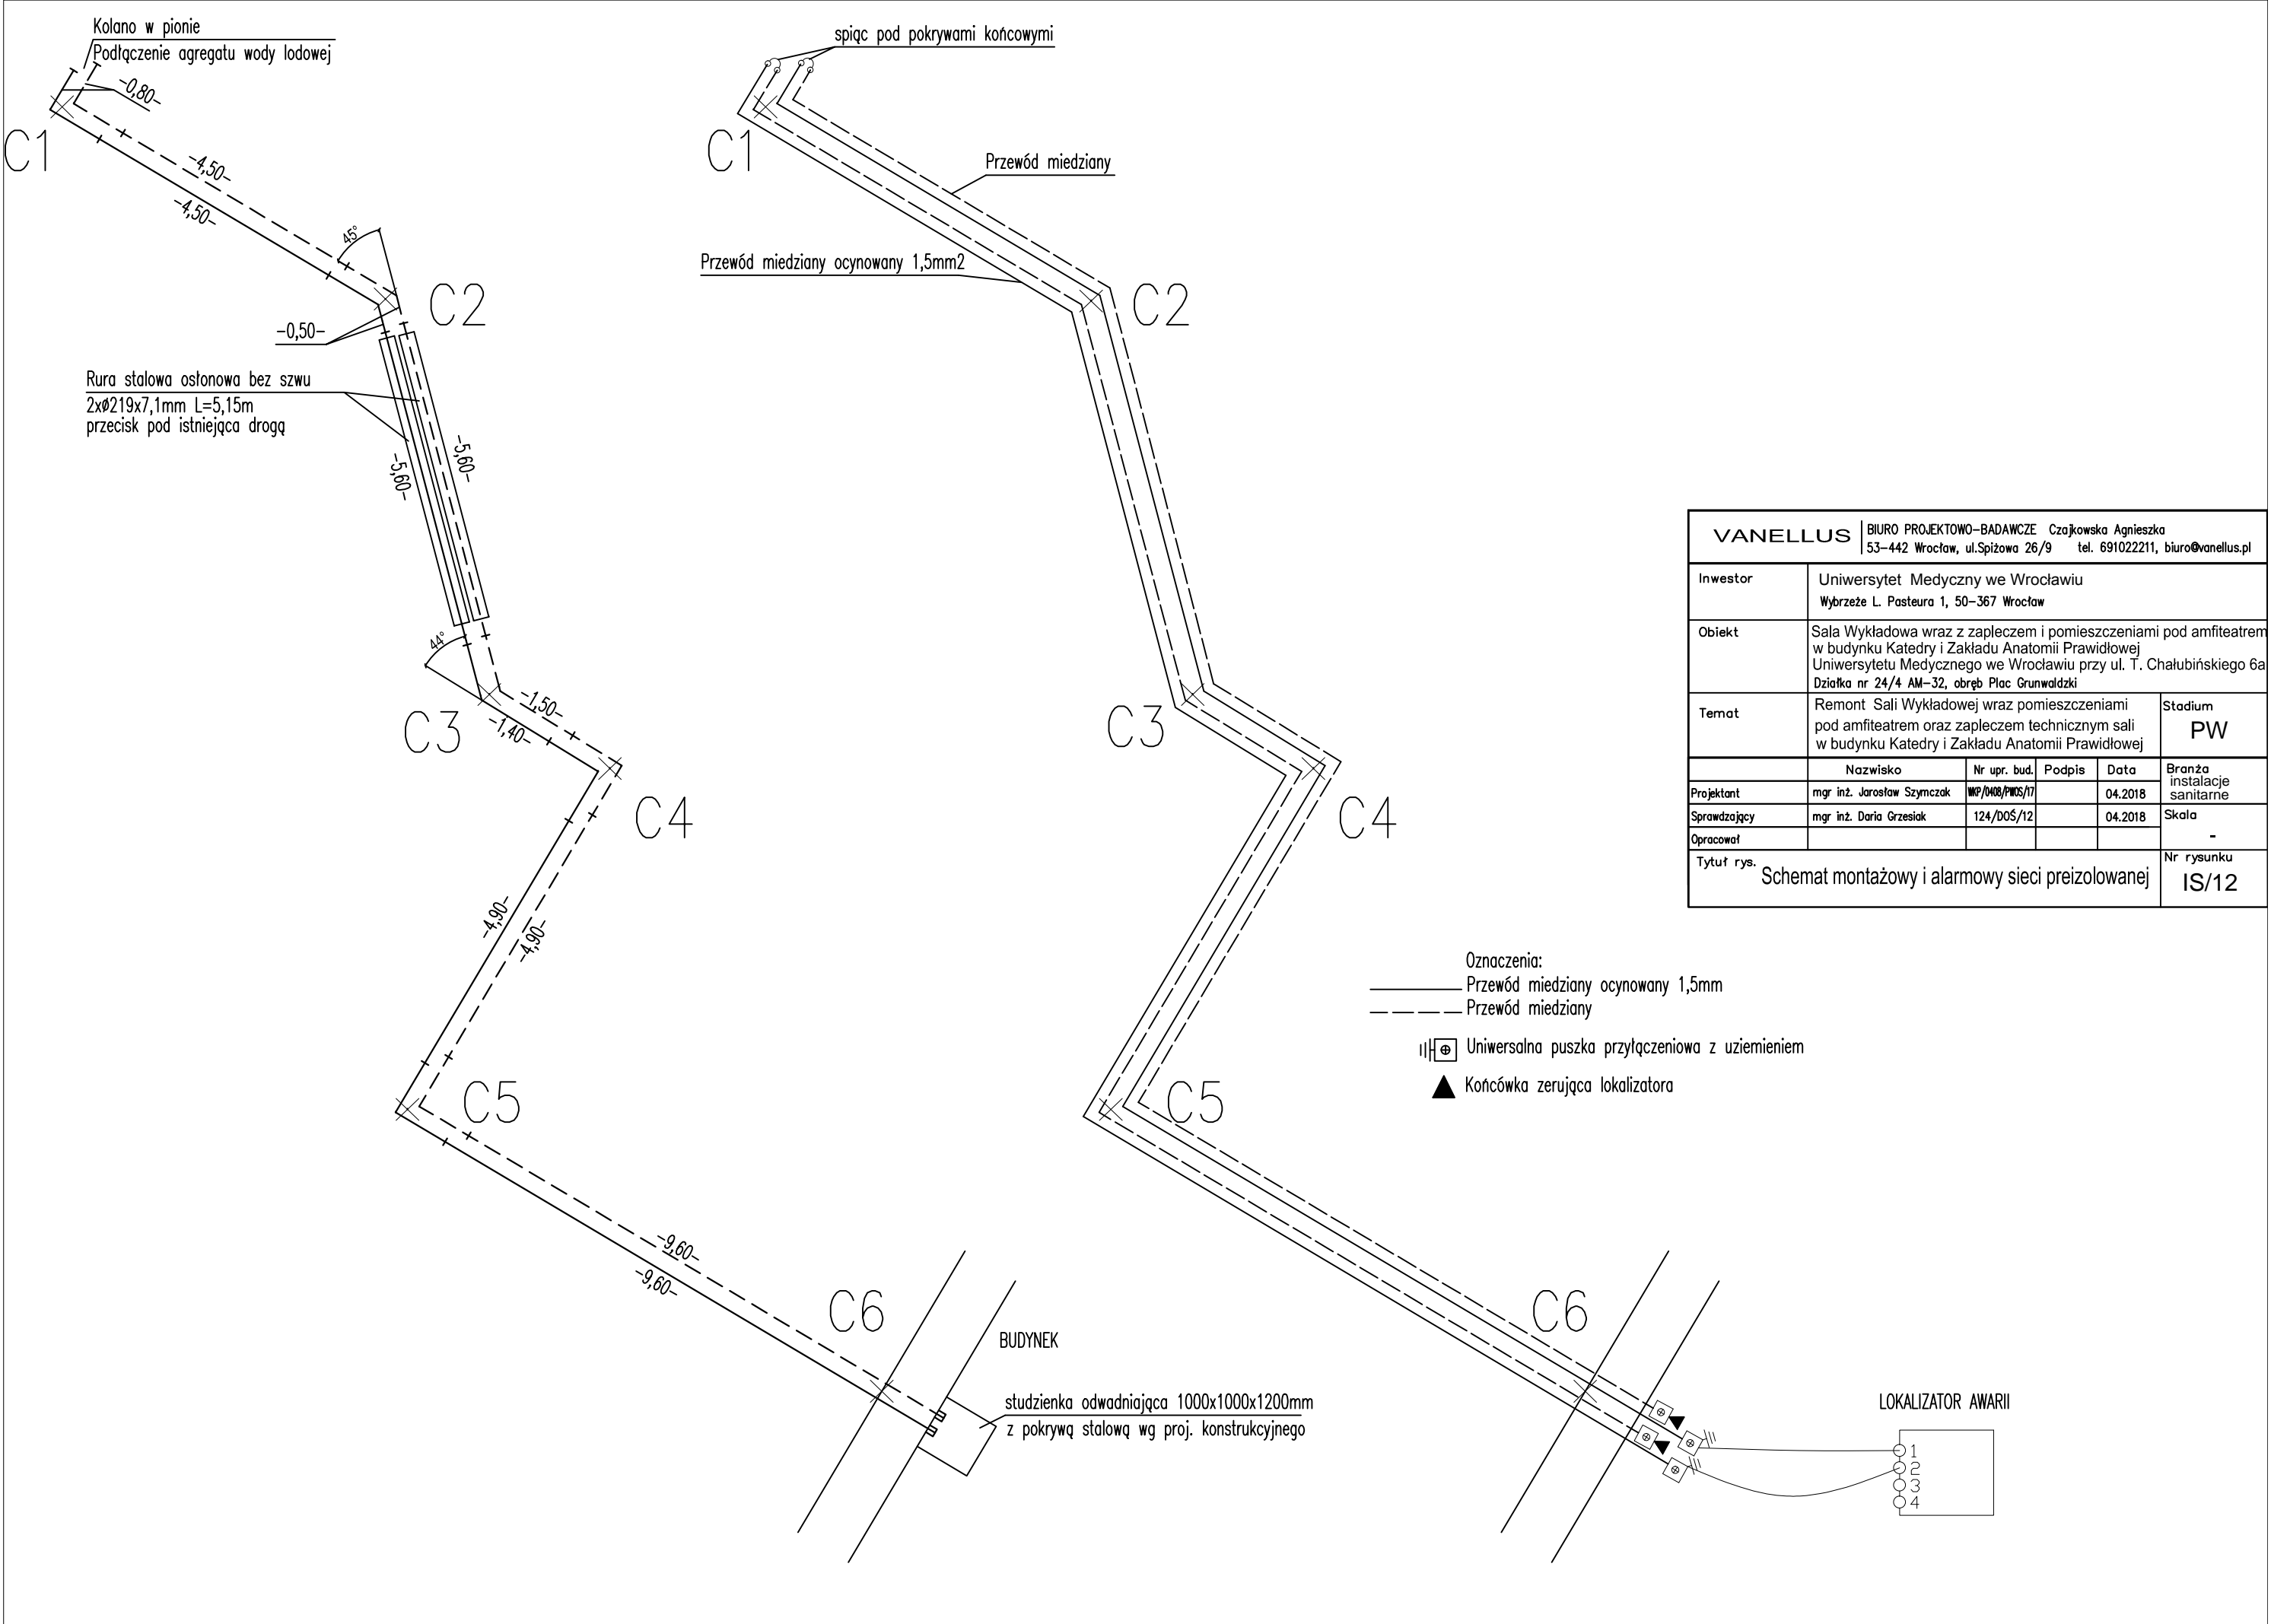 Kolano w pionie
Podłączenie agregatu wody lodowej
-0,80-
C1
-4,50-
-4,50-
45°
C2
-0,50-
Rura stalowa osłonowa bez szwu
2xø219x7,1mm L=5,15m
przecisk pod istniejąca drogą
-5,60-
-5,60-
44°
C3
-1,50-
-1,40-
C4
-4,90-
-4,90-
C5
-9,60-
-9,60-
C6
BUDYNEK
studzienka odwadniająca 1000x1000x1200mm
z pokrywą stalową wg proj. konstrukcyjnego
spiąc pod pokrywami końcowymi
C1
Przewód miedziany
Przewód miedziany ocynowany 1,5mm2
C2
C3
C4
C5
C6
LOKALIZATOR AWARII
1
2
3
4
Oznaczenia:
Przewód miedziany ocynowany 1,5mm
Przewód miedziany
Uniwersalna puszka przyłączeniowa z uziemieniem
Końcówka zerująca lokalizatora
VANELLUS
BIURO PROJEKTOWO-BADAWCZE Czajkowska Agnieszka
53-442 Wrocław, ul.Spiżowa 26/9 tel. 691022211, biuro@vanellus.pl
Inwestor
Uniwersytet Medyczny we Wrocławiu
Wybrzeże L. Pasteura 1, 50-367 Wrocław
Obiekt
Sala Wykładowa wraz z zapleczem i pomieszczeniami pod amfiteatrem
w budynku Katedry i Zakładu Anatomii Prawidłowej
Uniwersytetu Medycznego we Wrocławiu przy ul. T. Chałubińskiego 6a
Działka nr 24/4 AM-32, obręb Plac Grunwaldzki
Temat
Remont Sali Wykładowej wraz pomieszczeniami
pod amfiteatrem oraz zapleczem technicznym sali
w budynku Katedry i Zakładu Anatomii Prawidłowej
Stadium
PW
Nazwisko Nr upr. bud. Podpis Data
Branża
instalacje
sanitarne
Projektant mgr inż. Jarosław Szymczak WKP/0408/PWOS/17 04.2018
Sprawdzający mgr inż. Daria Grzesiak 124/DOŚ/12 04.2018
Skala
-
Opracował
Tytuł rys.
Schemat montażowy i alarmowy sieci preizolowanej
Nr rysunku
IS/12